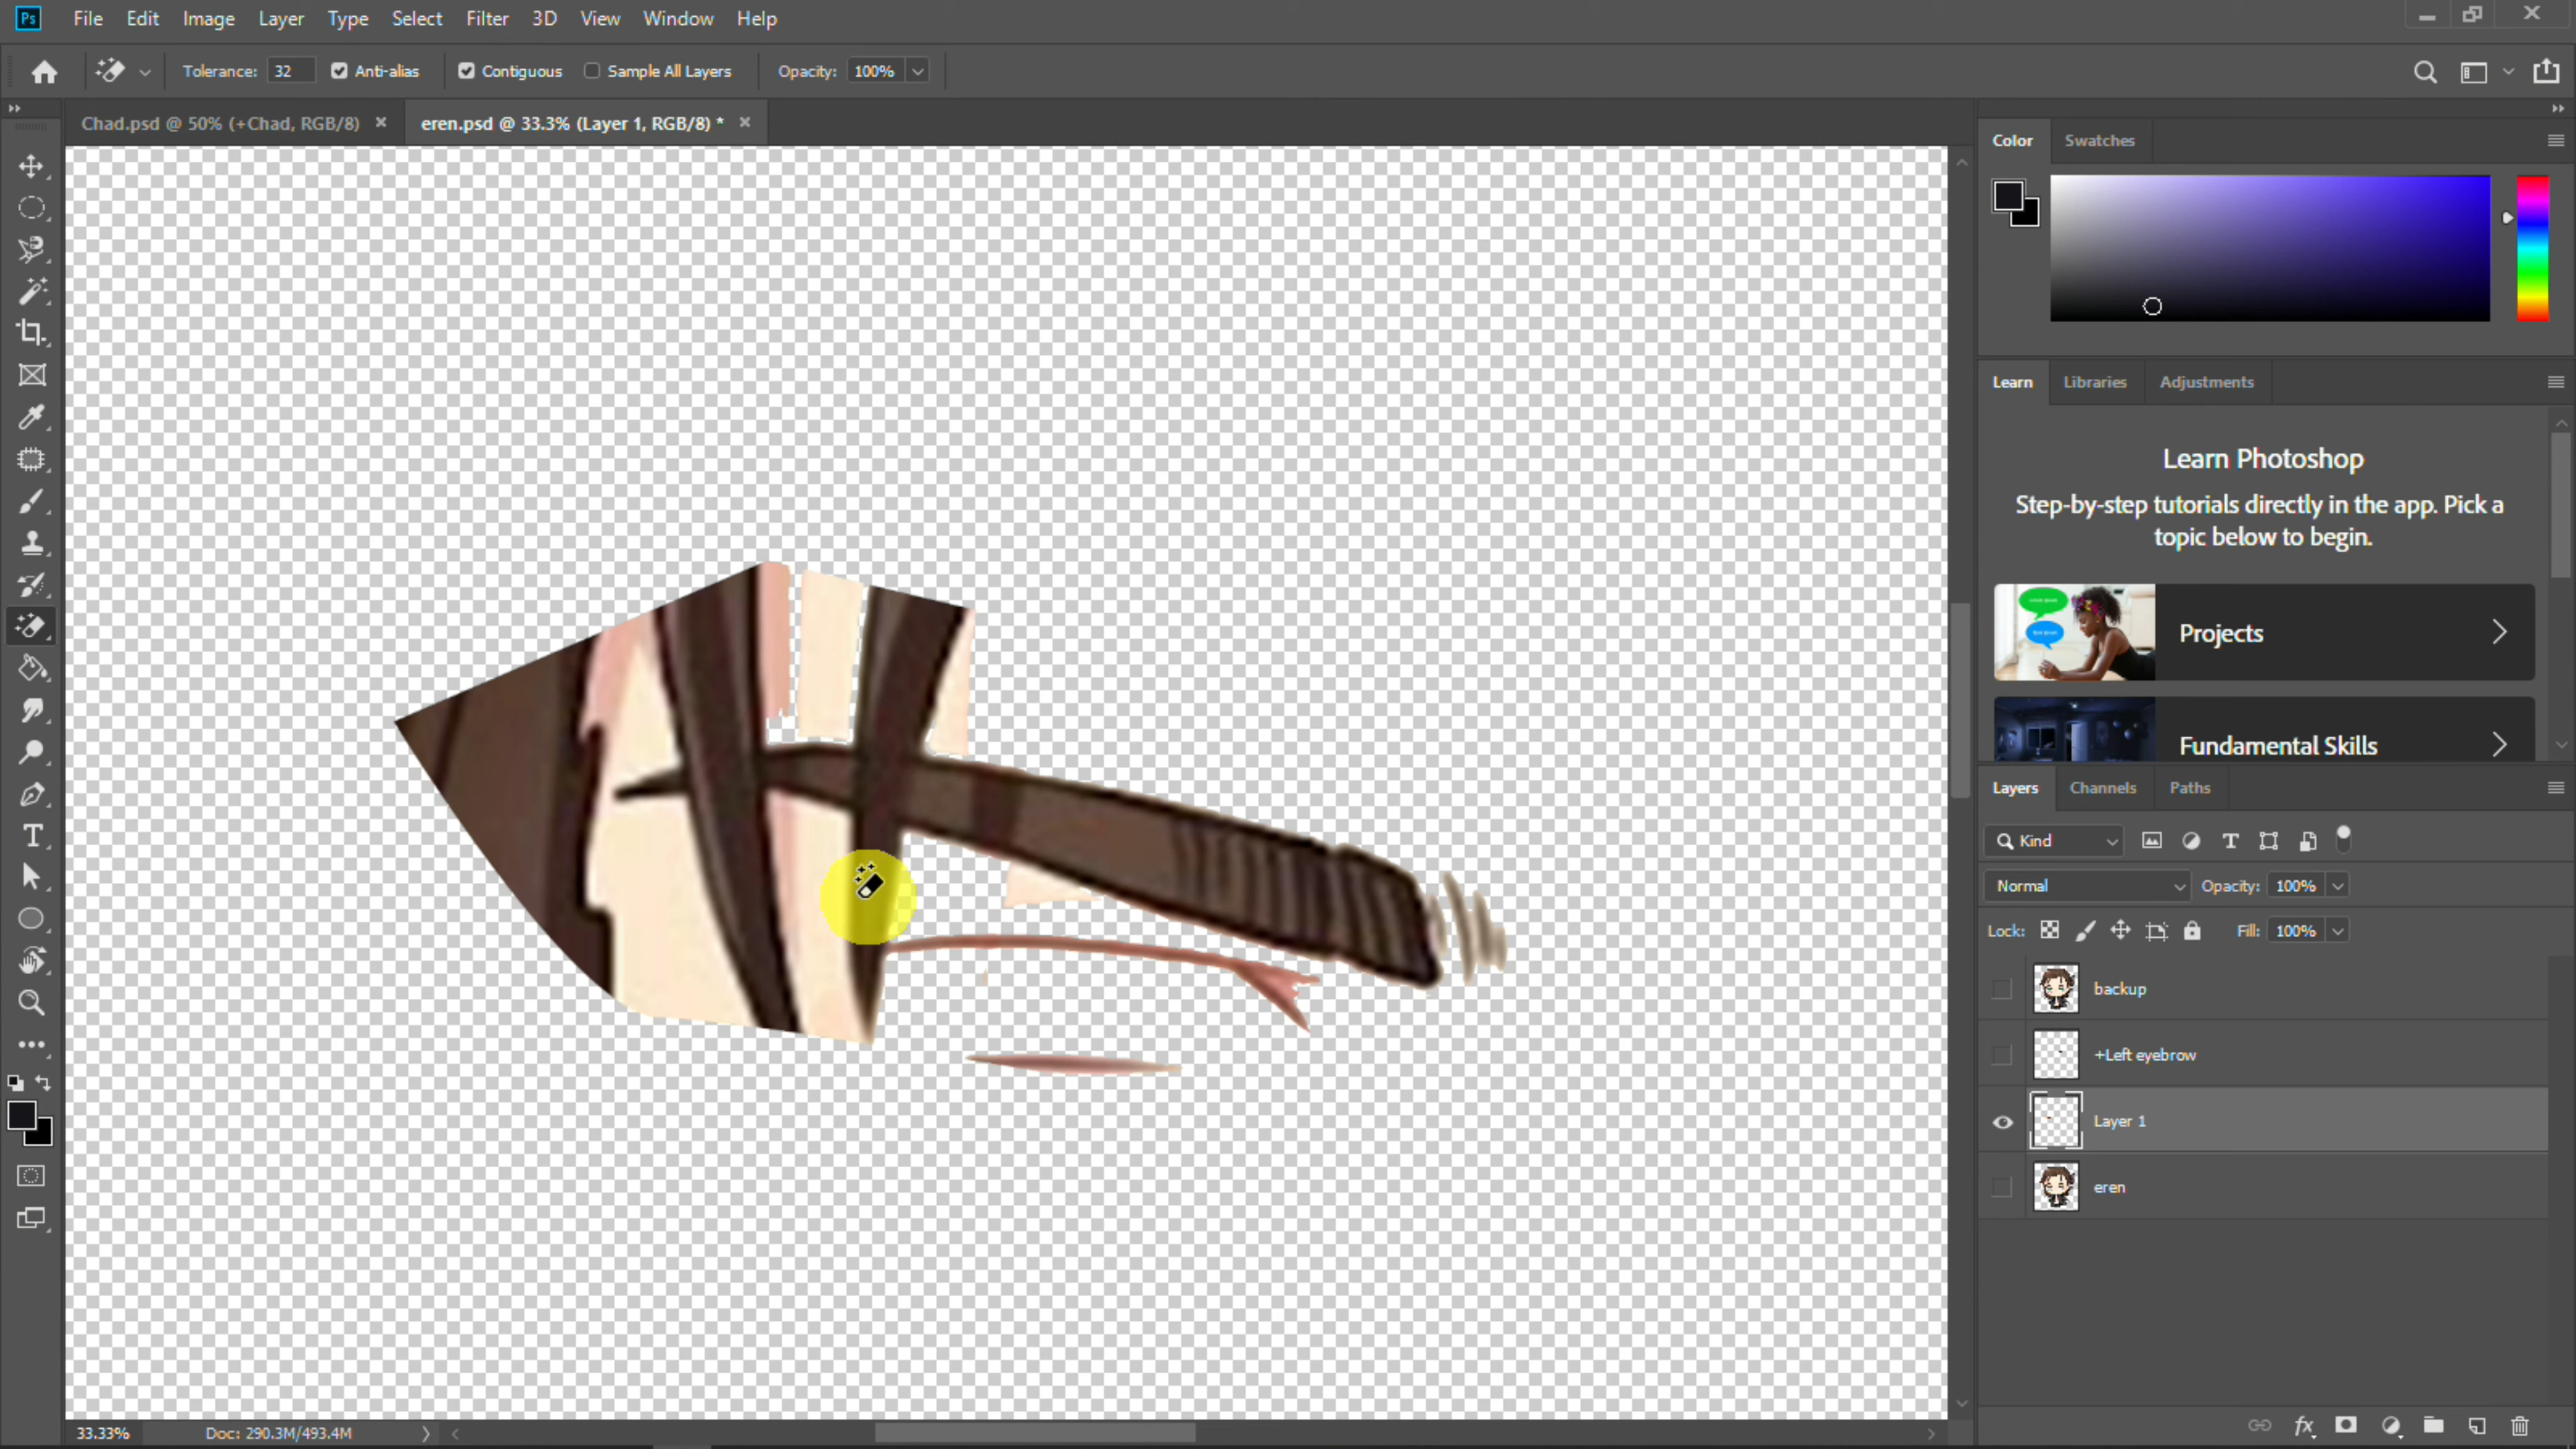 Ps File Edit Image Layer Type Select Filter 3D View Window Help
Tolerance: 32 Anti-alias Contiguous Sample All Layers Opacity: 100%
Chad.psd @ 50% (+Chad, RGB/8) × eren.psd @ 33.3% (Layer 1, RGB/8) * ×
Color Swatches
Learn Libraries Adjustments
Learn Photoshop
Step-by-step tutorials directly in the app. Pick a
topic below to begin.
Projects
Fundamental Skills
Layers Channels Paths
Kind
Normal Opacity: 100%
Lock: Fill: 100%
backup
+Left eyebrow
Layer 1
eren
33.33% Doc: 290.3M/493.4M